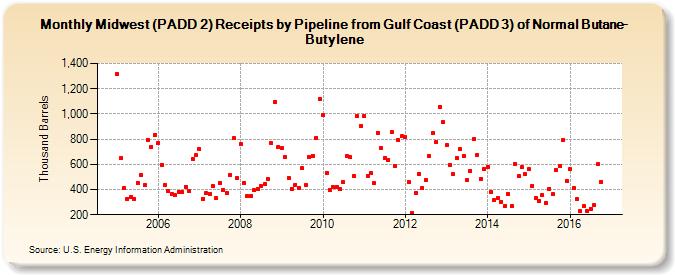 Monthly Midwest (PADD 2) Receipts by Pipeline from Gulf Coast (PADD 3) of Normal Butane-
Butylene
Thousand Barrels
1,400
1,200
1,000
800
600
400
200
2006 2008 2010 2012 2014 2016
Source: U.S. Energy Information Administration